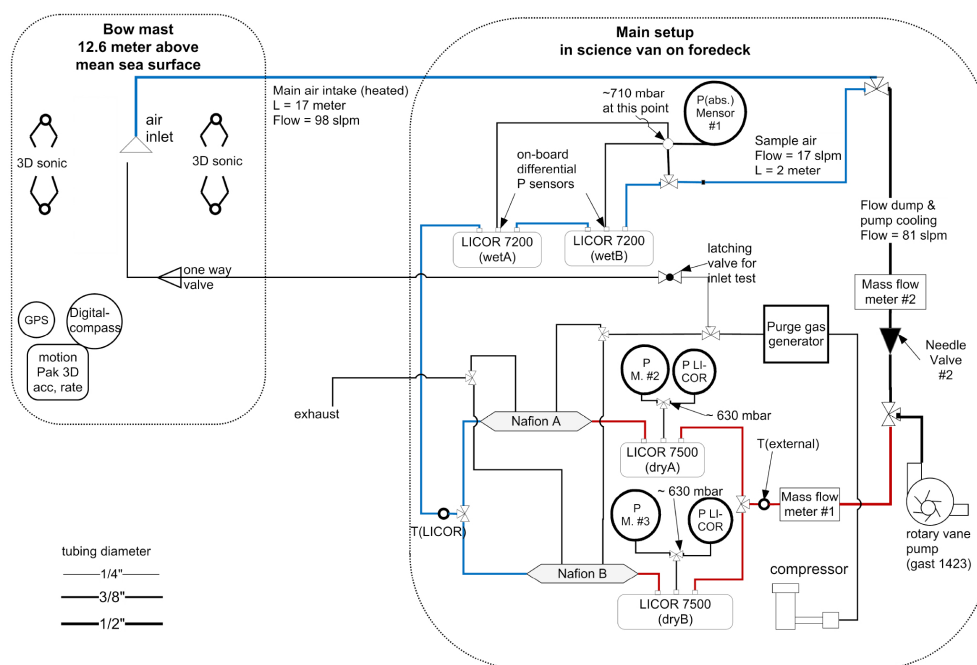 Bow mast
12.6 meter above
mean sea surface
Main setup
in science van on foredeck
Main air intake (heated)
L = 17 meter
Flow = 98 slpm
air
inlet
3D sonic
3D sonic
~710 mbar
at this point
P(abs.)
Mensor
#1
Sample air
Flow = 17 slpm
L = 2 meter
on-board
differential
P sensors
Flow dump &
pump cooling
Flow = 81 slpm
LICOR 7200
(wetA)
LICOR 7200
(wetB)
latching
valve for
inlet test
one way
valve
Mass flow
meter #2
GPS
Digital-
compass
Purge gas
generator
Needle
Valve
#2
motion
Pak 3D
acc, rate
P
M. #2
P LI-
COR
exhaust
~ 630 mbar
Nafion A
T(external)
LICOR 7500
(dryA)
~ 630 mbar
Mass flow
meter #1
P
M. #3
P LI-
COR
T(LICOR)
rotary vane
pump
(gast 1423)
tubing diameter
1/4"
3/8"
1/2"
Nafion B
compressor
LICOR 7500
(dryB)